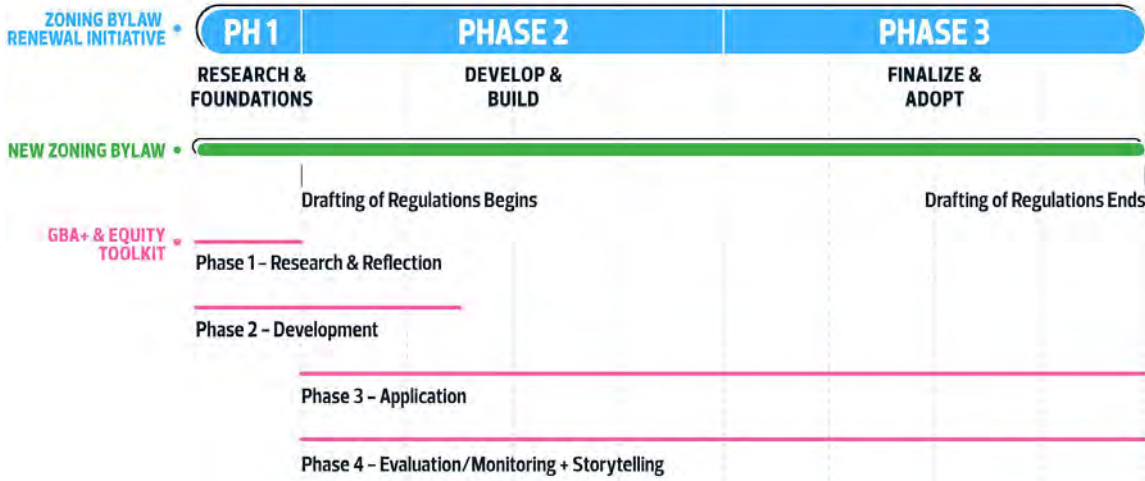 ZONING BYLAW
RENEWAL INITIATIVE
PH 1
PHASE 2
PHASE 3
RESEARCH &
FOUNDATIONS
DEVELOP &
BUILD
FINALIZE &
ADOPT
NEW ZONING BYLAW
Drafting of Regulations Begins
Drafting of Regulations Ends
GBA+ & EQUITY
TOOLKIT
Phase 1 – Research & Reflection
Phase 2 – Development
Phase 3 – Application
Phase 4 – Evaluation/Monitoring + Storytelling